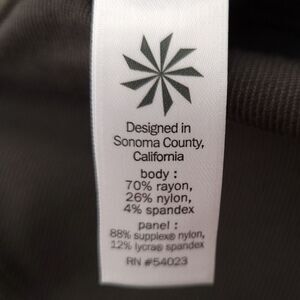 Designed in
Sonoma County,
California
body :
70% rayon,
26% nylon,
4% spandex
panel :
88% supplex® nylon,
12% lycra® spandex
RN #54023